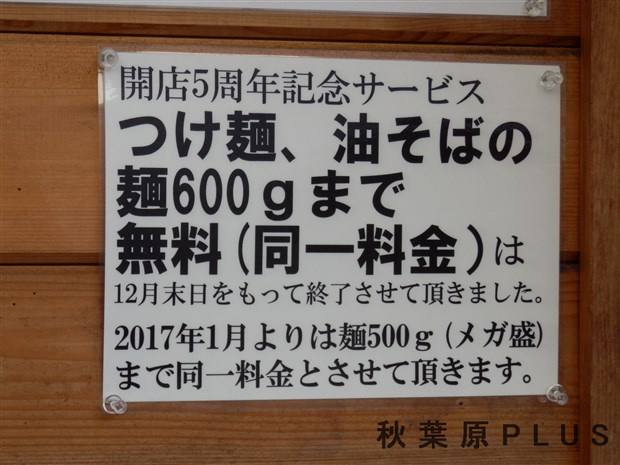 開店5周年記念サービス
つけ麺、油そばの
麺600gまで
無料(同一料金)は
12月末日をもって終了させて頂きました。
2017年1月よりは麺500g(メガ盛)
まで同一料金とさせて頂きます。
秋葉原PLUS